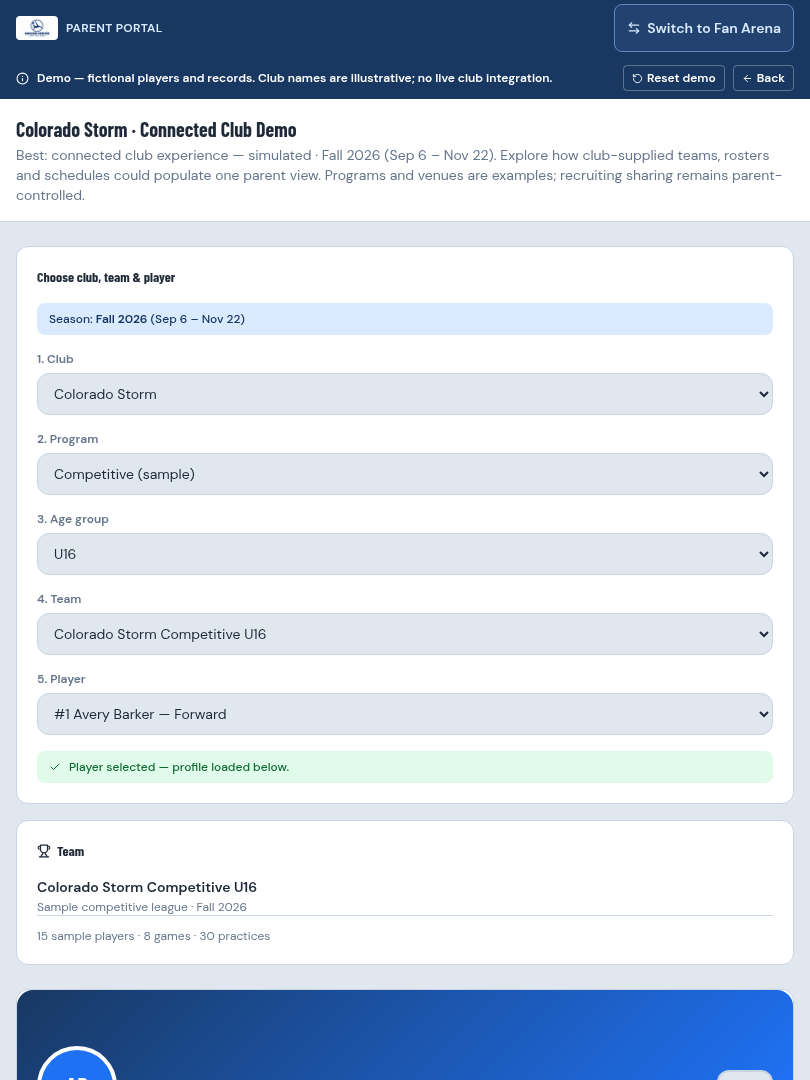 PARENT PORTAL
Switch to Fan Arena
Demo — fictional players and records. Club names are illustrative; no live club integration.
Reset demo
Back
Colorado Storm · Connected Club Demo
Best: connected club experience — simulated · Fall 2026 (Sep 6 – Nov 22). Explore how club-supplied teams, rosters
and schedules could populate one parent view. Programs and venues are examples; recruiting sharing remains parent-
controlled.
Choose club, team & player
Season: Fall 2026 (Sep 6 – Nov 22)
1. Club
Colorado Storm
2. Program
Competitive (sample)
3. Age group
U16
4. Team
Colorado Storm Competitive U16
5. Player
#1 Avery Barker — Forward
Player selected — profile loaded below.
Team
Colorado Storm Competitive U16
Sample competitive league · Fall 2026
15 sample players · 8 games · 30 practices